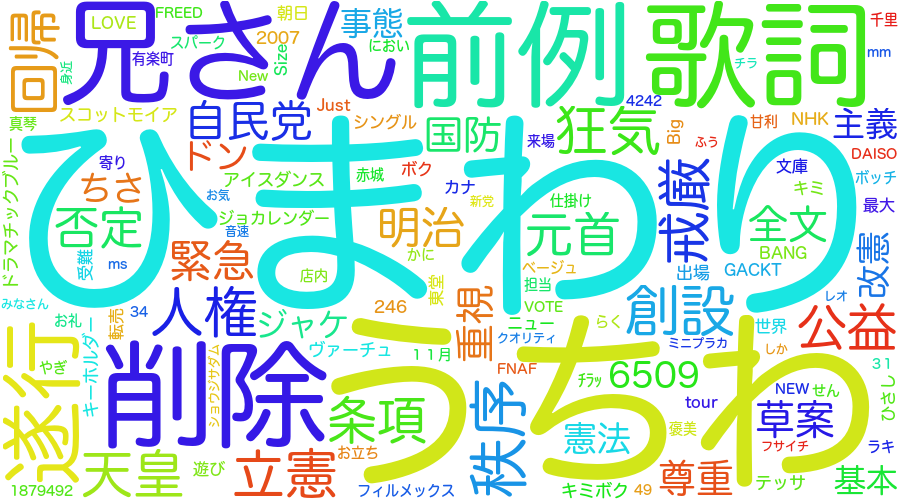 LOVE
FREED
朝日
2007
事態
千里
兄さん
前例
歌詞
回帰
スパーク
有楽町
New
Size
におい
mm
身近
チラ
スコットモイア
自民党
Just
4242
真琴
シングル
国防
狂気
Big
甘利
NHK
主義
来場
ふう
DAISO
ひまわり
ドン
寄り
ちさ
アイスダンス
赤城
ボク
文庫
ボッチ
ドラマチックブルー
お気
カナ
新党
仕掛け
戒厳
キミ
最大
否定
ジョカレンダー
音速
明治
元首
全文
受難
ms
緊急
店内
かに
東堂
ベージュ
担当
出場
GACKT
BANG
改憲
みなさん
お礼
転売
34
人権
ジャケ
246
重視
VOTE
ニュー
クオリティ
らく
創設
世界
レオ
公益
遂行
やぎ
キーホルダー
削除
ショウジサダム
ヴァーチュ
11月
うちわ
FNAF
ミニプラカ
しか
31
ひさし
条項
ﾁﾗｯ
6509
NEW
せん
tour
草案
秩序
憲法
褒美
フサイチ
ラキ
天皇
遊び
立憲
お立ち
尊重
テッサ
基本
1879492
フィルメックス
キミボク
49